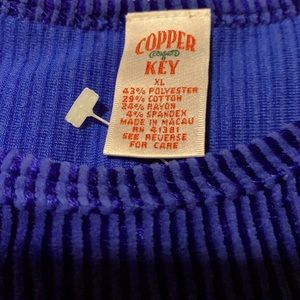 COPPER
KEY
XL
43% POLYESTER
29% COTTON
24% RAYON
4% SPANDEX
MADE IN MACAU
RN 41381
SEE REVERSE
FOR CARE